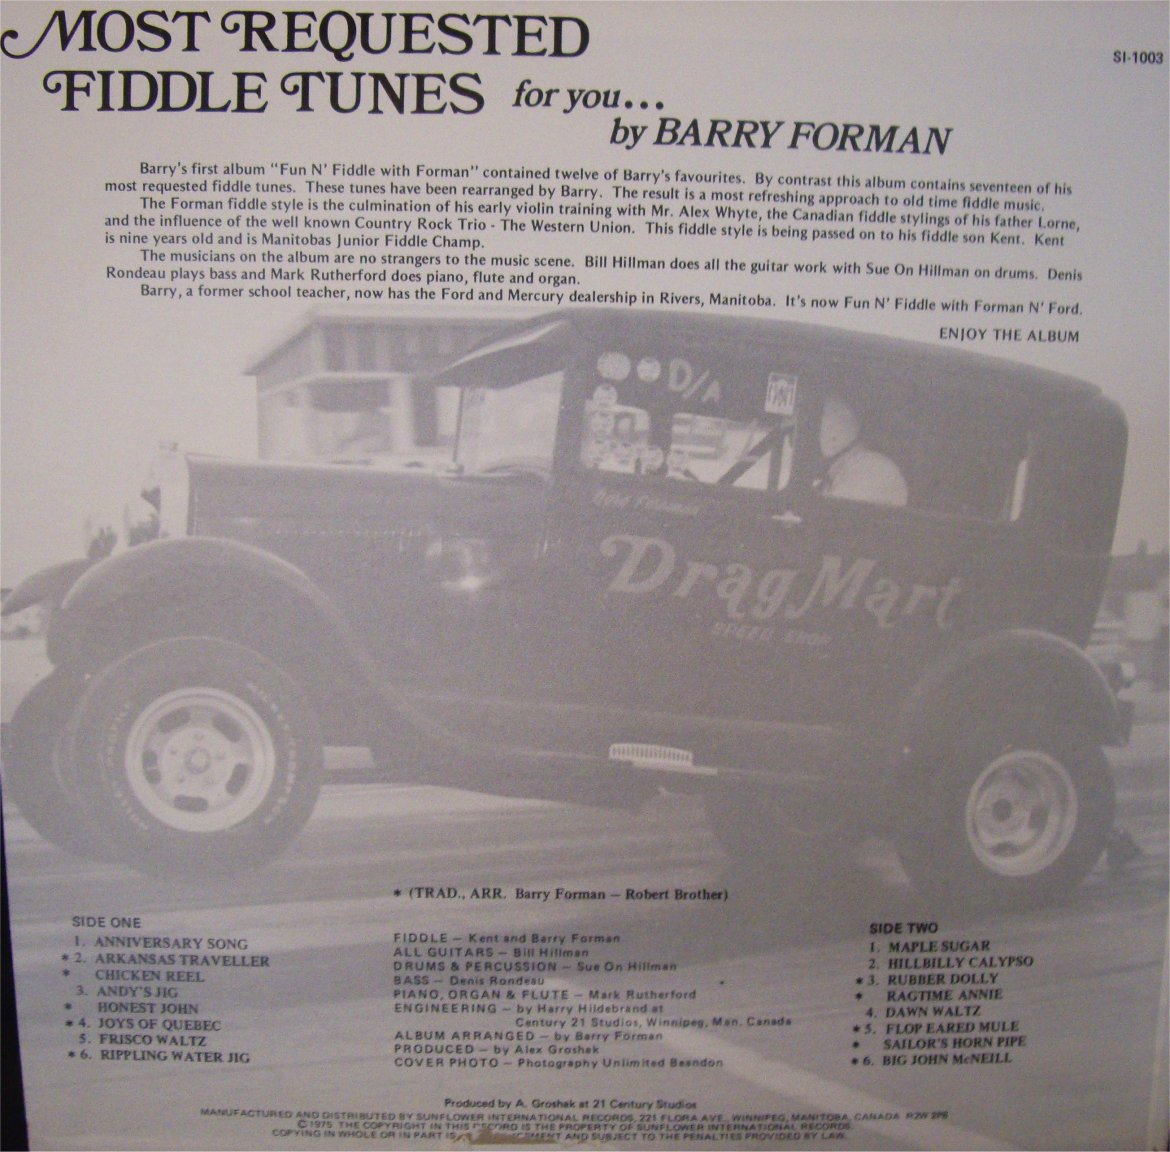 MOST REQUESTED
SI-1003
FIDDLE TUNES for you...
by BARRY FORMAN
Barry's first album "Fun N' Fiddle with Forman" contained twelve of Barry's favourites. By contrast this album contains seventeen of his
most requested fiddle tunes. These tunes have been rearranged by Barry. The result is a most refreshing approach to old time fiddle music.
The Forman fiddle style is the culmination of his early violin training with Mr. Alex Whyte, the Canadian fiddle stylings of his father Lorne,
and the influence of the well known Country Rock Trio - The Western Union. This fiddle style is being passed on to his fiddle son Kent. Kent
is nine years old and is Manitobas Junior Fiddle Champ.
The musicians on the album are no strangers to the music scene. Bill Hillman does all the guitar work with Sue On Hillman on drums. Denis
Rondeau plays bass and Mark Rutherford does piano, flute and organ.
Barry, a former school teacher, now has the Ford and Mercury dealership in Rivers, Manitoba. It's now Fun N' Fiddle with Forman N' Ford.
ENJOY THE ALBUM
D/A
Drag Mart
SPEED SHOP
* (TRAD., ARR. Barry Forman – Robert Brother)
SIDE ONE
1. ANNIVERSARY SONG
* 2. ARKANSAS TRAVELLER
* CHICKEN REEL
3. ANDY'S JIG
* HONEST JOHN
* 4. JOYS OF QUEBEC
5. FRISCO WALTZ
* 6. RIPPLING WATER JIG
FIDDLE – Kent and Barry Forman
ALL GUITARS – Bill Hillman
DRUMS & PERCUSSION – Sue On Hillman
BASS – Denis Rondeau
PIANO, ORGAN & FLUTE – Mark Rutherford
ENGINEERING – by Harry Hildebrand at
Century 21 Studios, Winnipeg, Man. Canada
ALBUM ARRANGED – by Barry Forman
PRODUCED – by Alex Groshak
COVER PHOTO – Photography Unlimited Brandon
SIDE TWO
1. MAPLE SUGAR
2. HILLBILLY CALYPSO
* 3. RUBBER DOLLY
* RAGTIME ANNIE
4. DAWN WALTZ
* 5. FLOP EARED MULE
* SAILOR'S HORN PIPE
* 6. BIG JOHN McNEILL
Produced by A. Groshak at 21 Century Studios
MANUFACTURED AND DISTRIBUTED BY SUNFLOWER INTERNATIONAL RECORDS, 221 FLORA AVE., WINNIPEG, MANITOBA, CANADA R2W 2P8
© 1975 THE COPYRIGHT IN THIS RECORD IS THE PROPERTY OF SUNFLOWER INTERNATIONAL RECORDS.
COPYING IN WHOLE OR IN PART IS AND SUBJECT TO THE PENALTIES PROVIDED BY LAW.